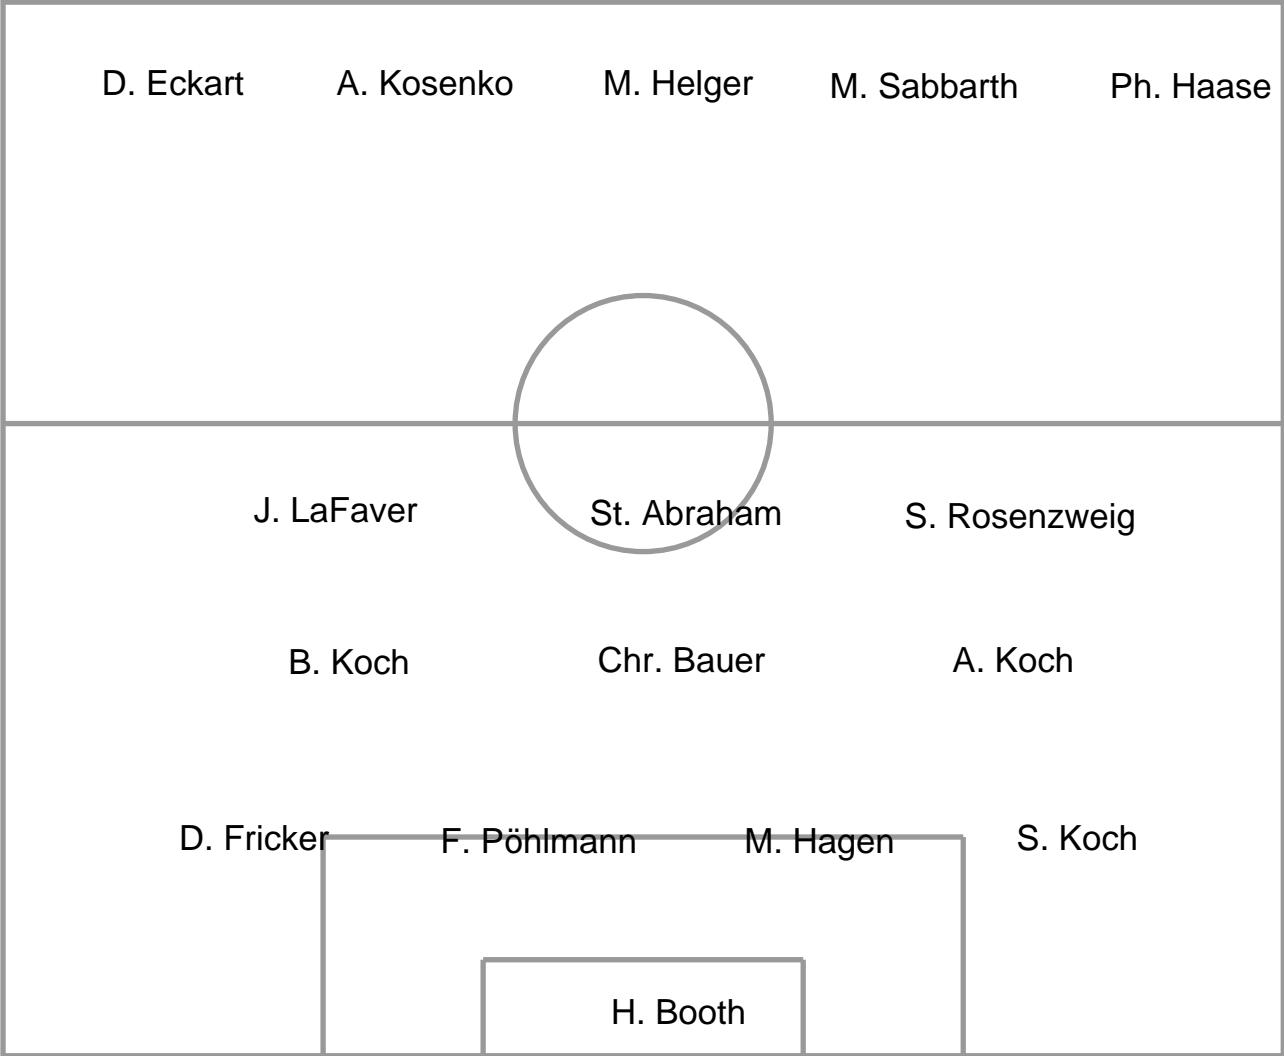 D. Eckart A. Kosenko M. Helger M. Sabbarth Ph. Haase
J. LaFaver St. Abraham S. Rosenzweig
B. Koch Chr. Bauer A. Koch
D. Fricker F. Pöhlmann M. Hagen S. Koch
H. Booth